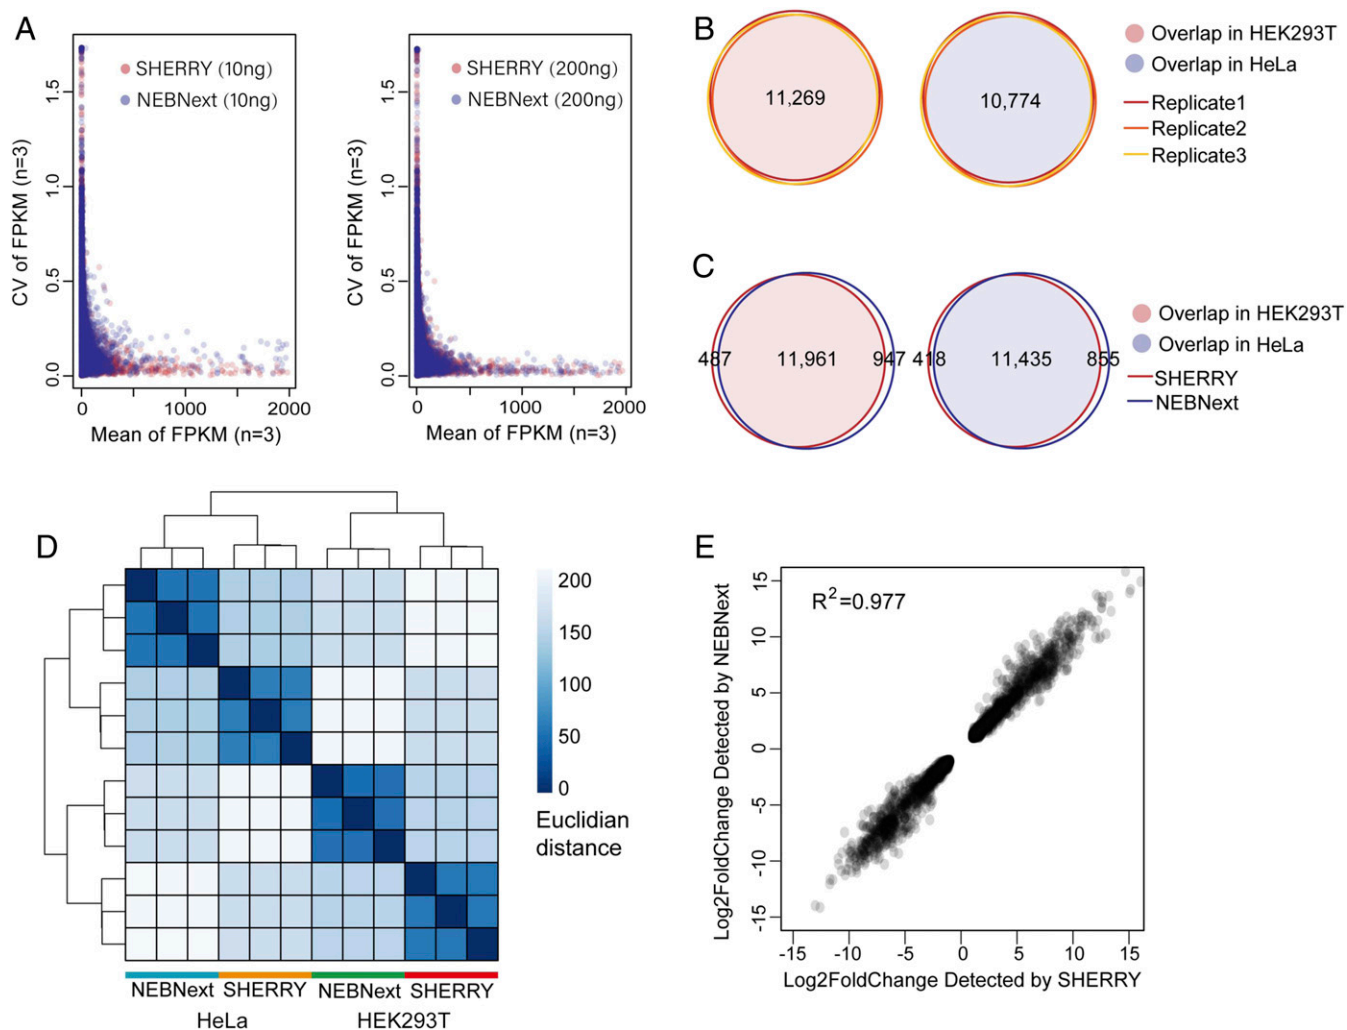 A
SHERRY (10ng)
NEBNext (10ng)
CV of FPKM (n=3)
0.0
0.5
1.0
1.5
0
1000
2000
Mean of FPKM (n=3)
SHERRY (200ng)
NEBNext (200ng)
CV of FPKM (n=3)
0.0
0.5
1.0
1.5
0
1000
2000
Mean of FPKM (n=3)
B
11,269
10,774
Overlap in HEK293T
Overlap in HeLa
Replicate1
Replicate2
Replicate3
C
487
11,961
947
418
11,435
855
Overlap in HEK293T
Overlap in HeLa
SHERRY
NEBNext
D
200
150
100
50
0
Euclidian
distance
NEBNext SHERRY NEBNext SHERRY
HeLa HEK293T
E
R²=0.977
Log2FoldChange Detected by NEBNext
15
10
5
0
-5
-10
-15
-15 -10 -5 0 5 10 15
Log2FoldChange Detected by SHERRY